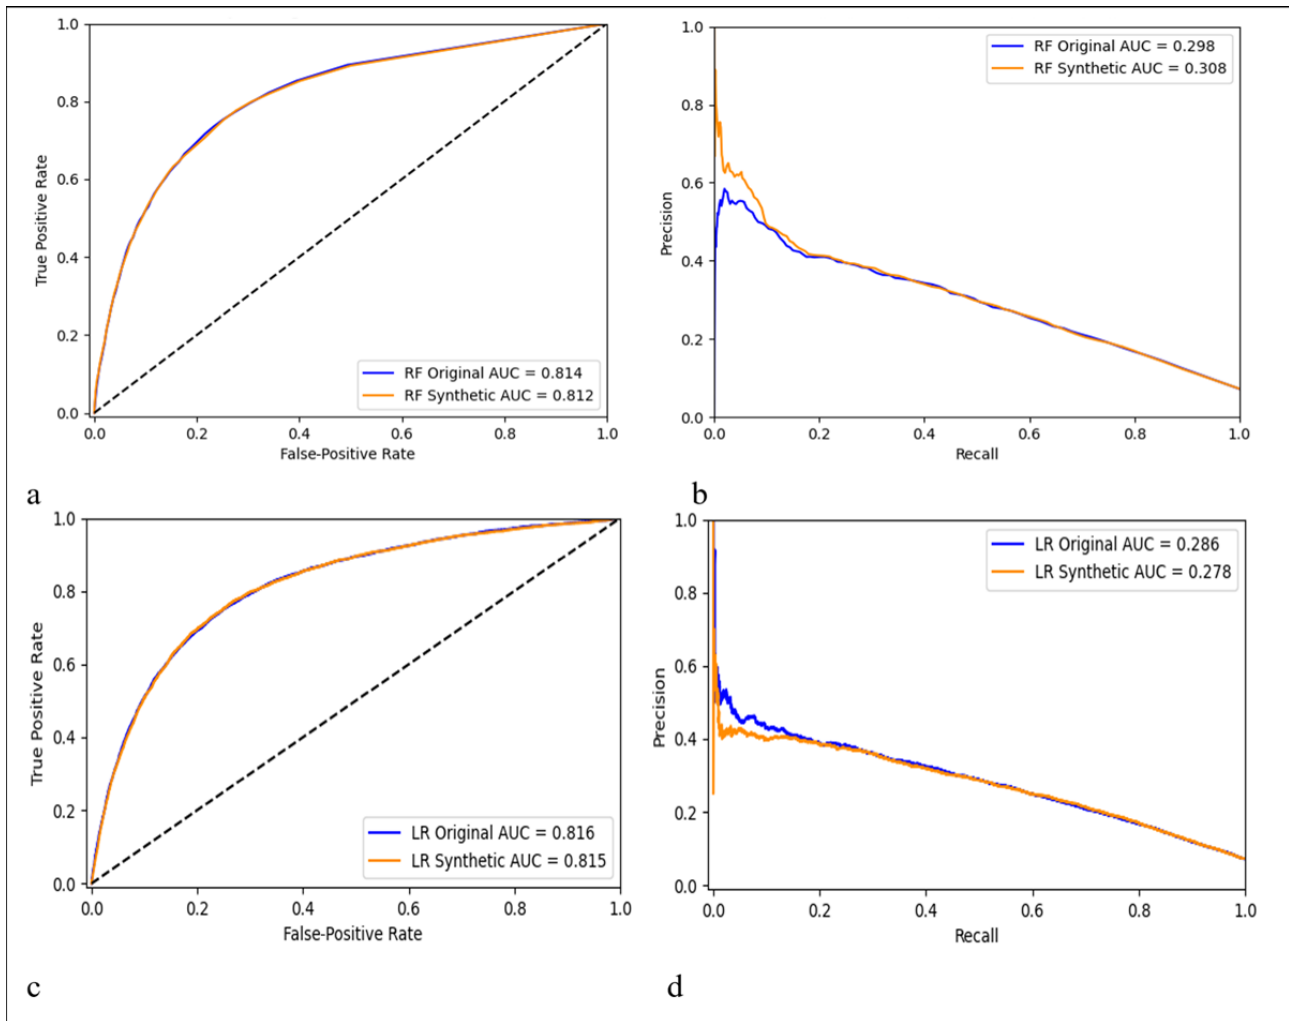 1.0
0.8
0.6
0.4
0.2
0.0
True Positive Rate
RF Original AUC = 0.814
RF Synthetic AUC = 0.812
0.0 0.2 0.4 0.6 0.8 1.0
False-Positive Rate
a
1.0
0.8
0.6
0.4
0.2
0.0
Precision
RF Original AUC = 0.298
RF Synthetic AUC = 0.308
0.0 0.2 0.4 0.6 0.8 1.0
Recall
b
1.0
0.8
0.6
0.4
0.2
0.0
True Positive Rate
LR Original AUC = 0.816
LR Synthetic AUC = 0.815
0.0 0.2 0.4 0.6 0.8 1.0
False-Positive Rate
c
1.0
0.8
0.6
0.4
0.2
0.0
Precision
LR Original AUC = 0.286
LR Synthetic AUC = 0.278
0.0 0.2 0.4 0.6 0.8 1.0
Recall
d